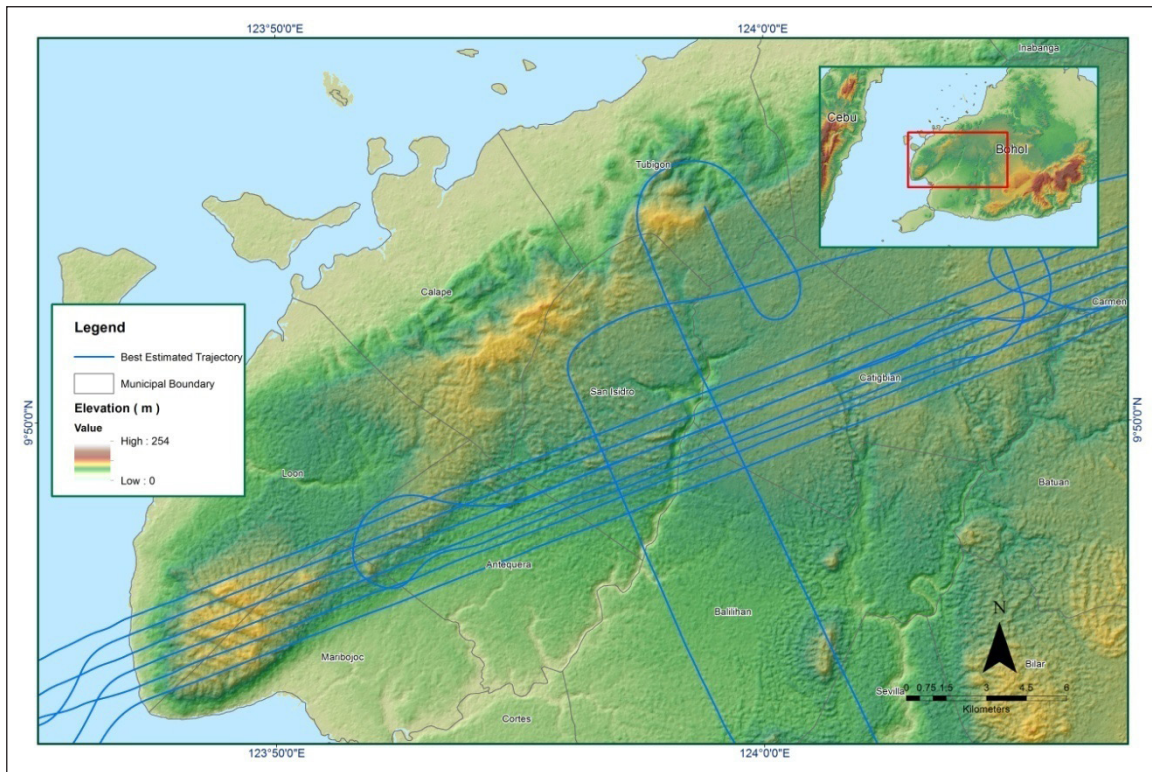 123°50'0"E
124°0'0"E
Inabanga
Cebu
Bohol
Tubigon
Calape
Carmen
Legend
Best Estimated Trajectory
Municipal Boundary
Elevation ( m )
Value
High : 254
Low : 0
San Isidro
Catigbian
9°50'0"N
9°50'0"N
Loon
Batuan
Antequera
Balilihan
N
Maribojoc
Bilar
Sevilla
0 0.75 1.5 3 4.5 6
Kilometers
Cortes
123°50'0"E
124°0'0"E